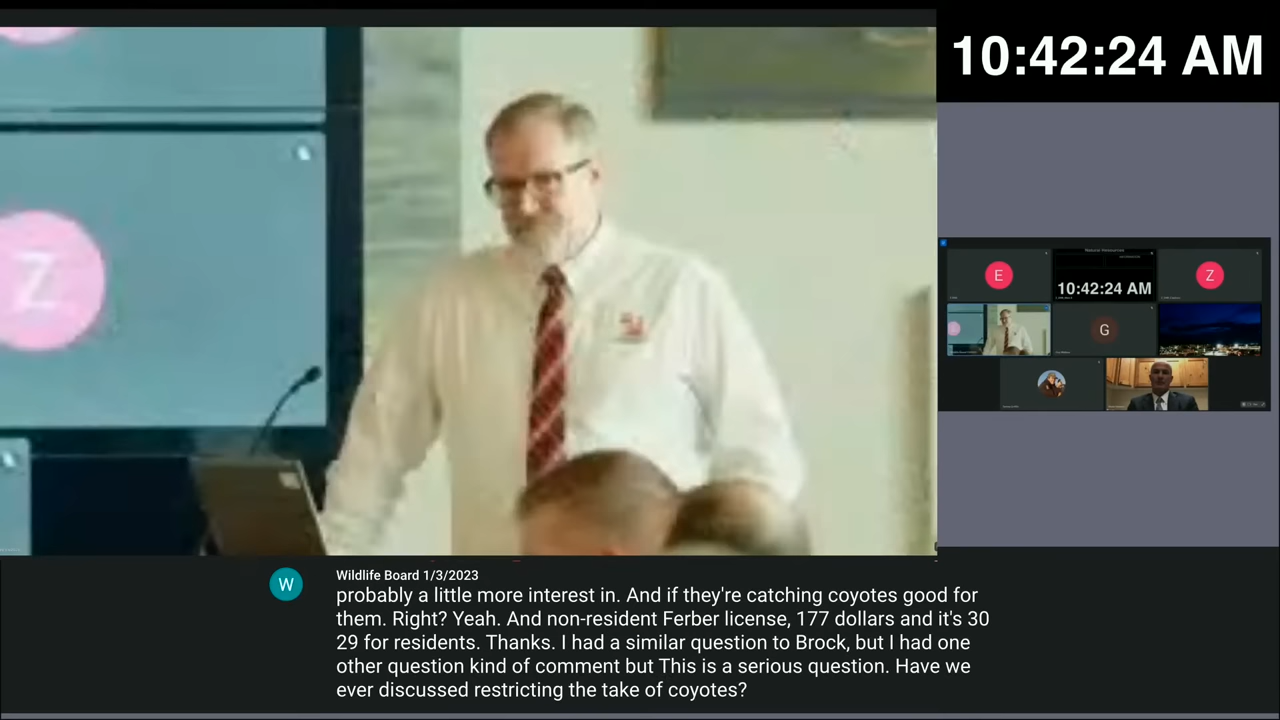 10:42:24 AM
Z
E
10:42:24 AM
Z
G
W
Wildlife Board 1/3/2023
probably a little more interest in. And if they're catching coyotes good for
them. Right? Yeah. And non-resident Ferber license, 177 dollars and it's 30
29 for residents. Thanks. I had a similar question to Brock, but I had one
other question kind of comment but This is a serious question. Have we
ever discussed restricting the take of coyotes?